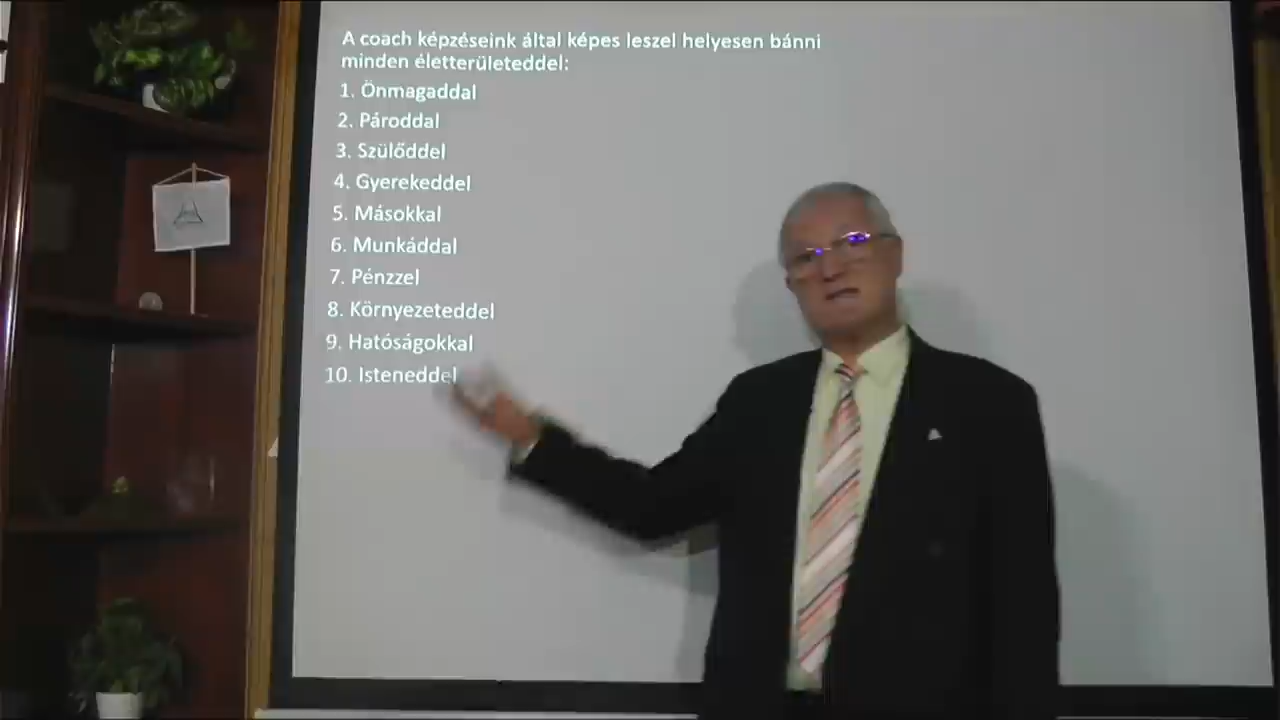 A coach képzéseink által képes leszel helyesen bánni
minden életterületeddel:
1. Önmagaddal
2. Pároddal
3. Szülőddel
4. Gyerekeddel
5. Másokkal
6. Munkáddal
7. Pénzzel
8. Környezeteddel
9. Hatóságokkal
10. Isteneddel